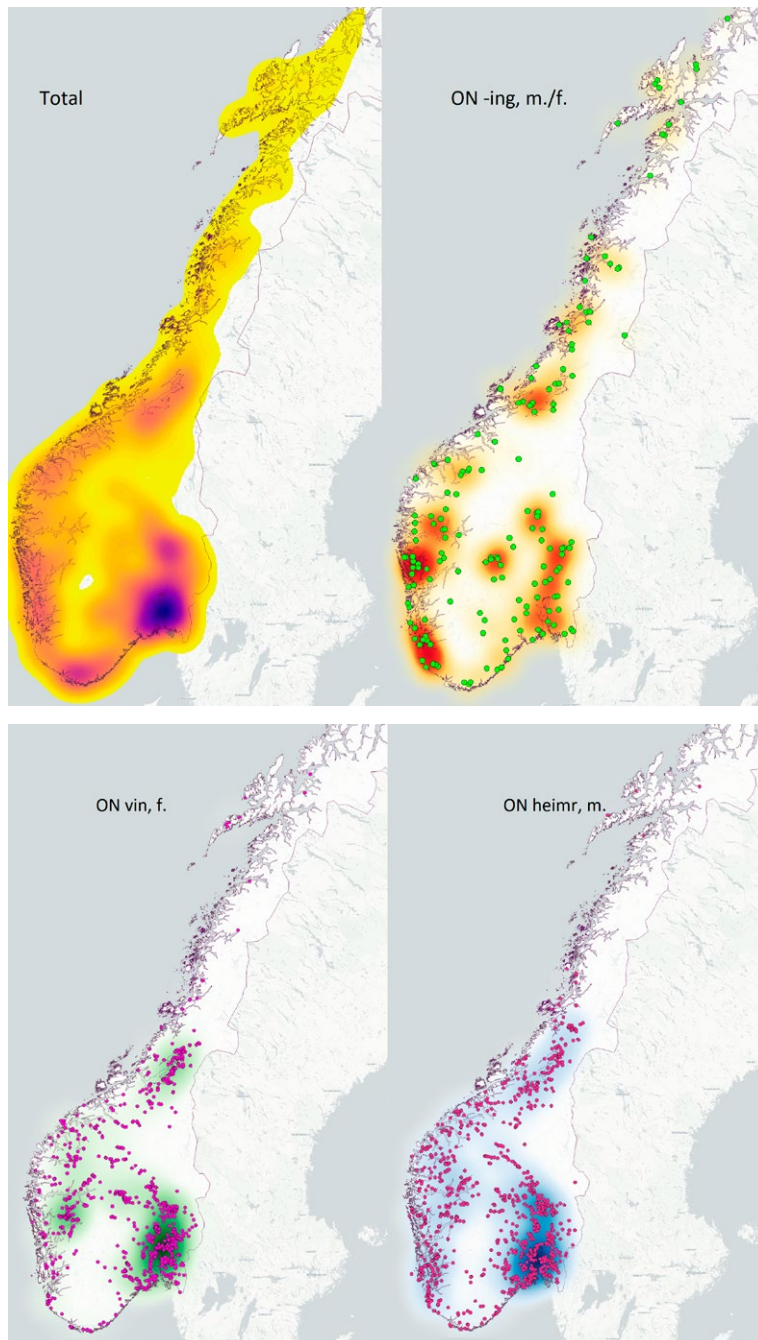 Total
ON -ing, m./f.
ON vin, f.
ON heimr, m.